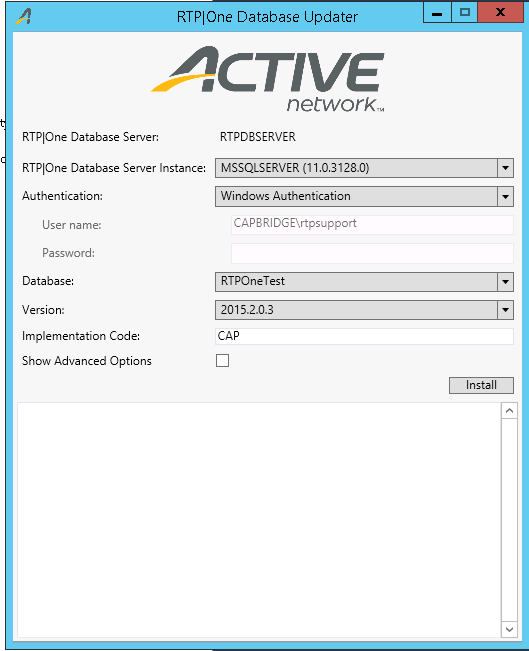 RTP|One Database Updater
ACTIVE
network™
RTP|One Database Server: RTPDBSERVER
RTP|One Database Server Instance: MSSQLSERVER (11.0.3128.0)
Authentication: Windows Authentication
User name: CAPBRIDGE\rtpsupport
Password:
Database: RTPOneTest
Version: 2015.2.0.3
Implementation Code: CAP
Show Advanced Options
Install